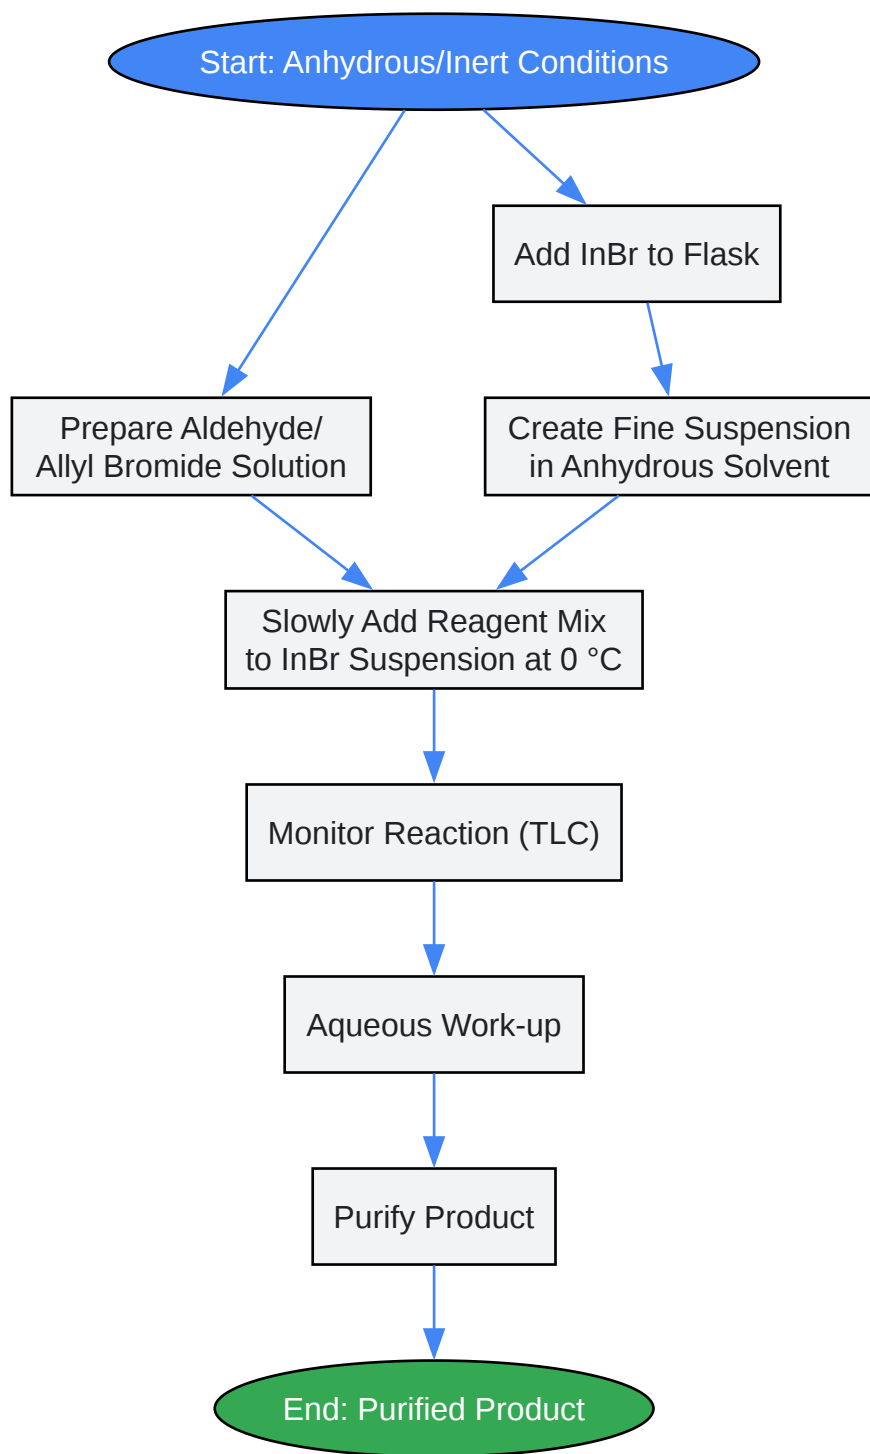 Start: Anhydrous/Inert Conditions
Add InBr to Flask
Prepare Aldehyde/
Allyl Bromide Solution
Create Fine Suspension
in Anhydrous Solvent
Slowly Add Reagent Mix
to InBr Suspension at 0 °C
Monitor Reaction (TLC)
Aqueous Work-up
Purify Product
End: Purified Product